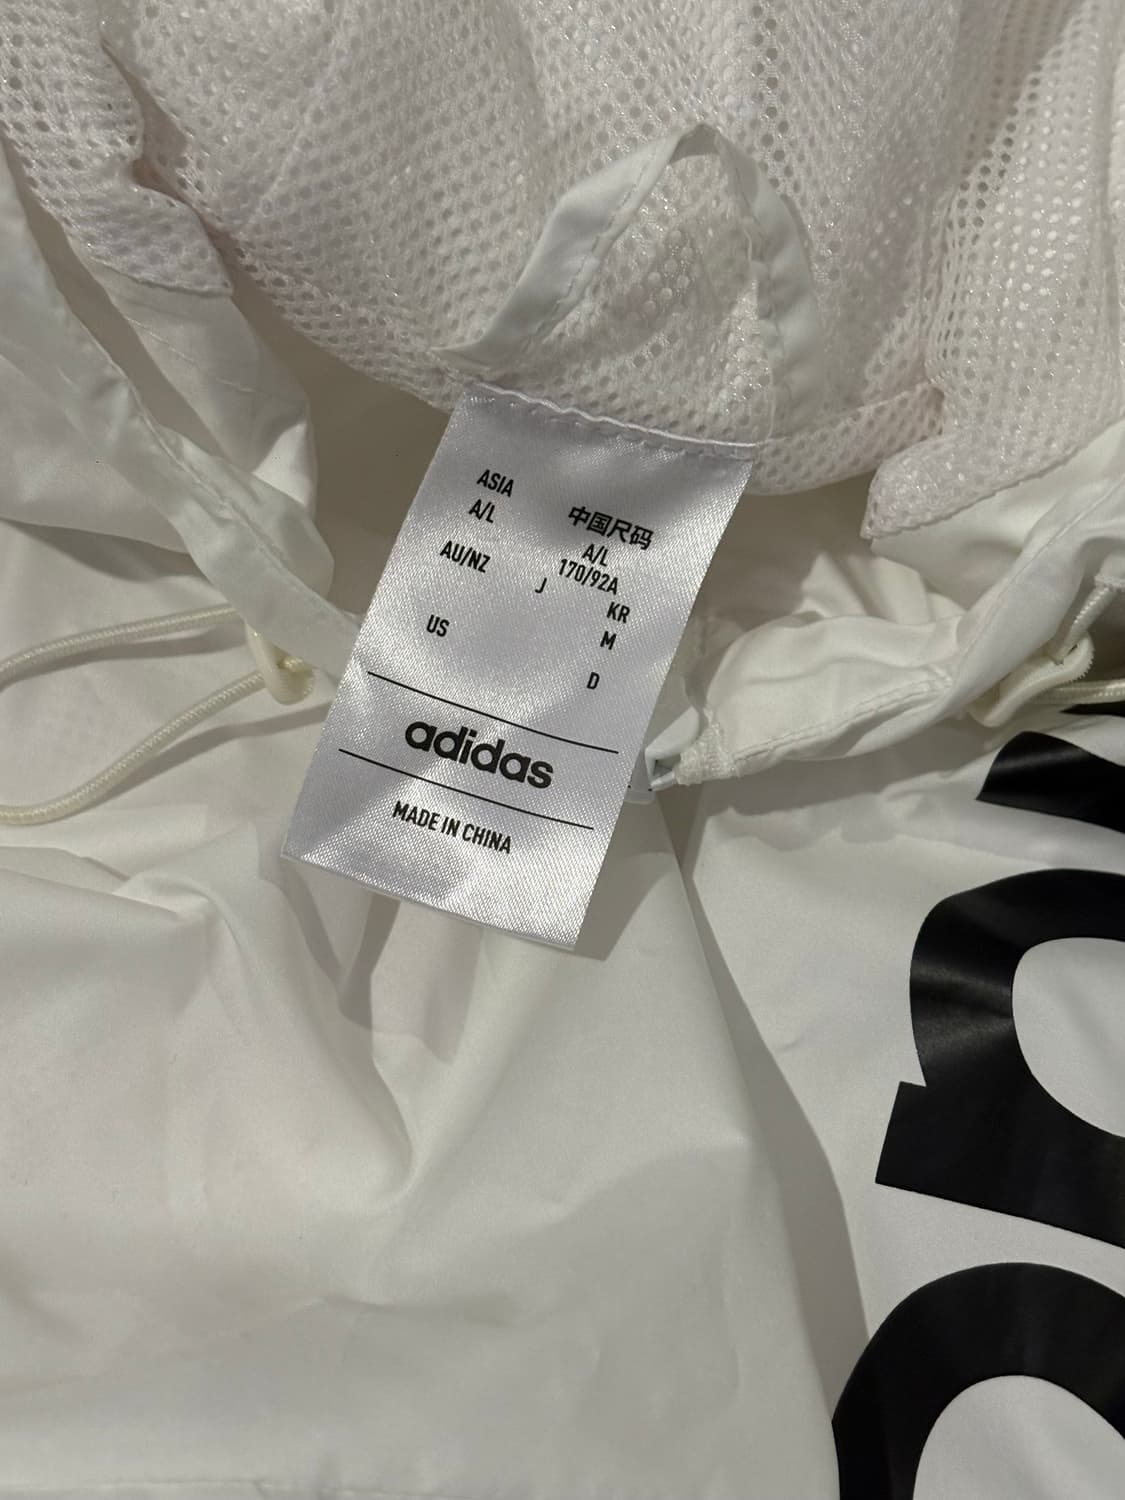 ASIA
A/L
中国尺码
A/L
170/92A
AU/NZ
J
KR
M
US
D
adidas
MADE IN CHINA